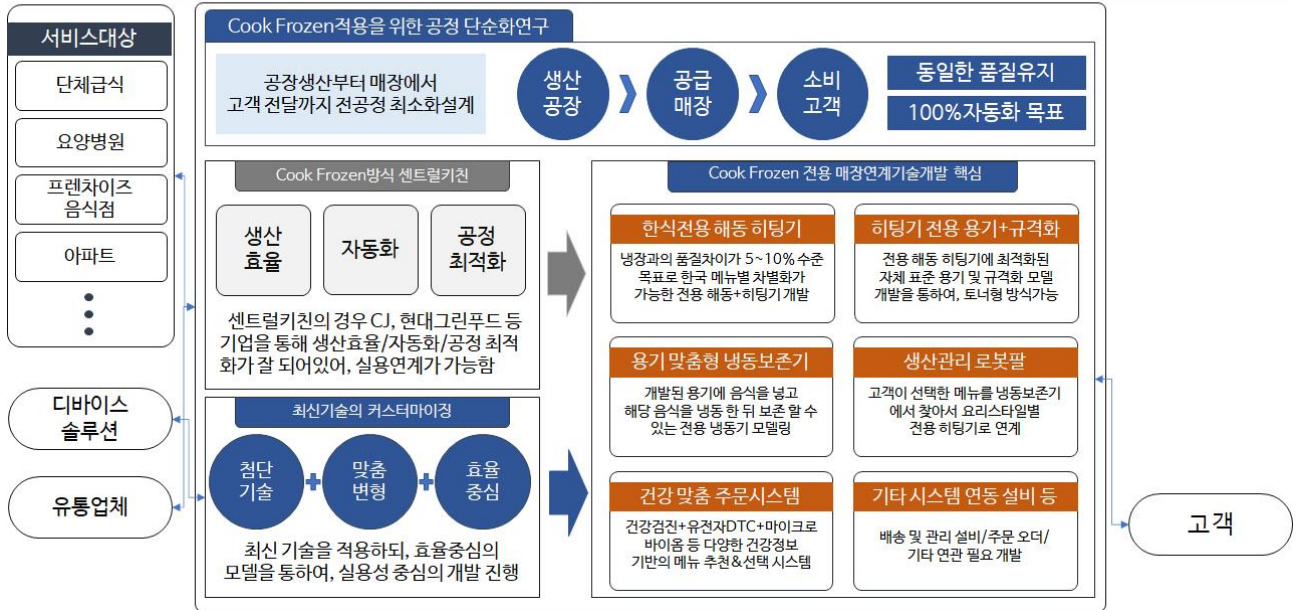 서비스대상
단체급식
요양병원
프렌차이즈
음식점
아파트
디바이스
솔루션
유통업체
Cook Frozen적용을 위한 공정 단순화연구
공장생산부터 매장에서
고객 전달까지 전공정 최소화설계
생산
공장
공급
매장
소비
고객
동일한 품질유지
100%자동화 목표
Cook Frozen방식 센트럴키친
생산
효율
자동화
공정
최적화
센트럴키친의 경우 CJ, 현대그린푸드 등
기업을 통해 생산효율/자동화/공정 최적
화가 잘 되어있어, 실용연계가 가능함
최신기술의 커스터마이징
첨단
기술
맞춤
변형
효율
중심
최신 기술을 적용하되, 효율중심의
모델을 통하여, 실용성 중심의 개발 진행
Cook Frozen 전용 매장연계기술개발 핵심
한식전용 해동 히팅기
냉장과의 품질차이가 5~10% 수준
목표로 한국 메뉴별 차별화가
가능한 전용 해동+히팅기 개발
히팅기 전용 용기+규격화
전용 해동 히팅기에 최적화된
자체 표준 용기 및 규격화 모델
개발을 통하여, 토너형 방식가능
용기 맞춤형 냉동보존기
개발된 용기에 음식을 넣고
해당 음식을 냉동 한 뒤 보존 할 수
있는 전용 냉동기 모델링
생산관리 로봇팔
고객이 선택한 메뉴를 냉동보존기
에서 찾아서 요리스타일별
전용 히팅기로 연계
건강 맞춤 주문시스템
건강검진+유전자DTC+마이크로
바이옴 등 다양한 건강정보
기반의 메뉴 추천&선택 시스템
기타 시스템 연동 설비 등
배송 및 관리 설비/주문 오더/
기타 연관 필요 개발
고객